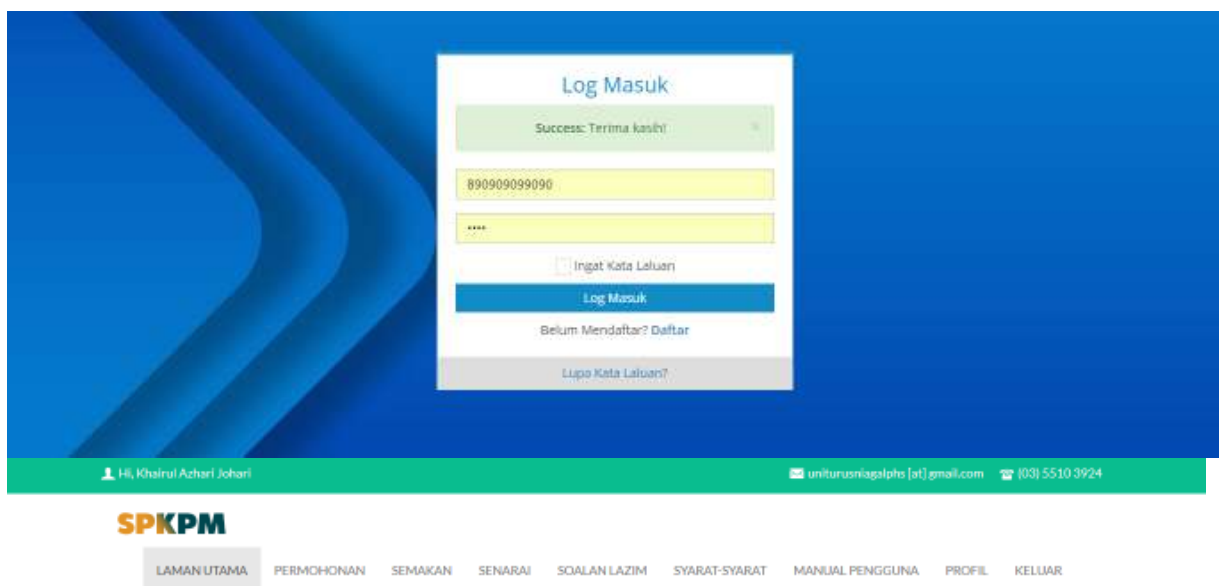 Log Masuk
Success: Terima kasih!
×
890909099090
••••
Ingat Kata Laluan
Log Masuk
Belum Mendaftar? Daftar
Lupa Kata Laluan?
Hi, Khairul Azhari Johari
uniturusniagalphs [at] gmail.com (03) 5510 3924
SPKPM
LAMAN UTAMA PERMOHONAN SEMAKAN SENARAI SOALAN LAZIM SYARAT-SYARAT MANUAL PENGGUNA PROFIL KELUAR